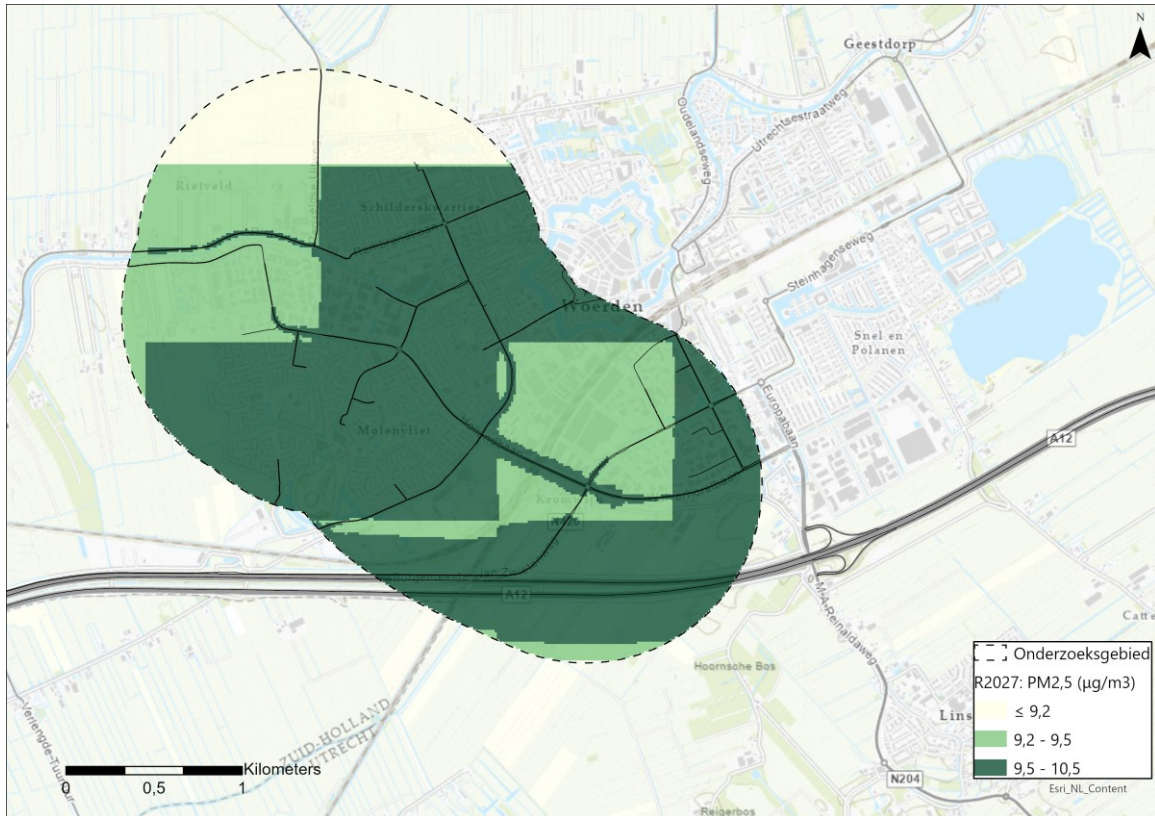 N
Geestdorp
Oudelandseweg
Utrechtsestraatweg
Rietveld
Schilderskwartier
Steinhagenseweg
Woerden
Snel en
Polanen
Europabaan
Molenvliet
A12
N420
A12
M-A-Reinaldaweg
Hoornsche Bos
ZUID-HOLLAND
UTRECHT
Lins
N204
Reigerbos
Onderzoeksgebied
R2027: PM2,5 (µg/m3)
≤ 9,2
9,2 - 9,5
9,5 - 10,5
Esri_NL_Content
Kilometers
0 0,5 1